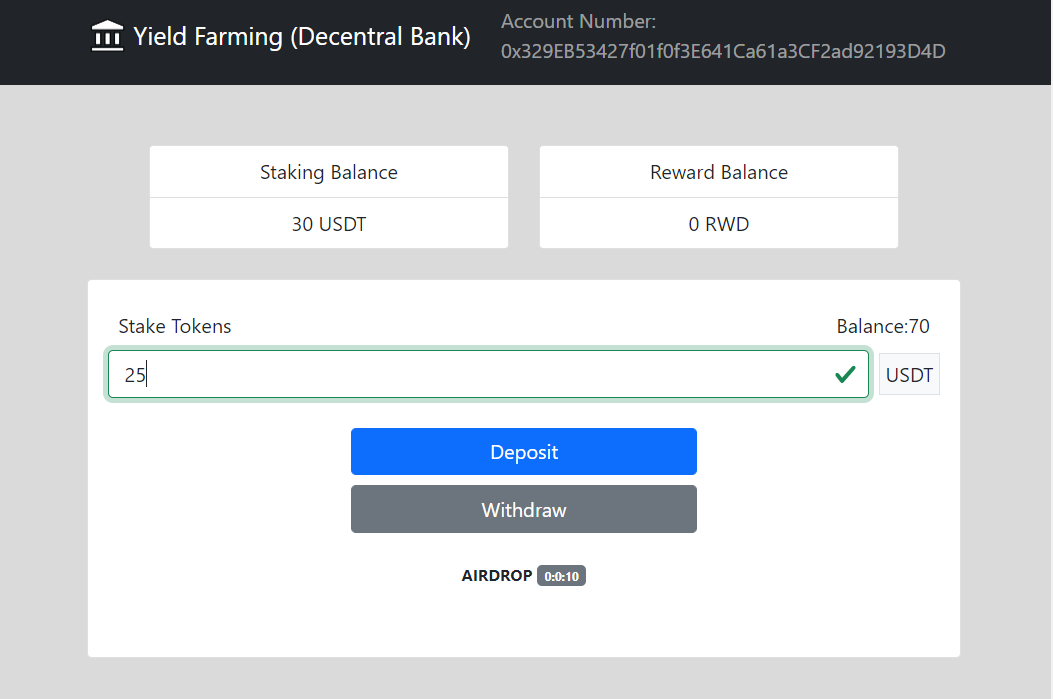 Yield Farming (Decentral Bank)
Account Number:
0x329EB53427f01f0f3E641Ca61a3CF2ad92193D4D
Staking Balance
30 USDT
Reward Balance
0 RWD
Stake Tokens
Balance:70
25
USDT
Deposit
Withdraw
AIRDROP 0:0:10